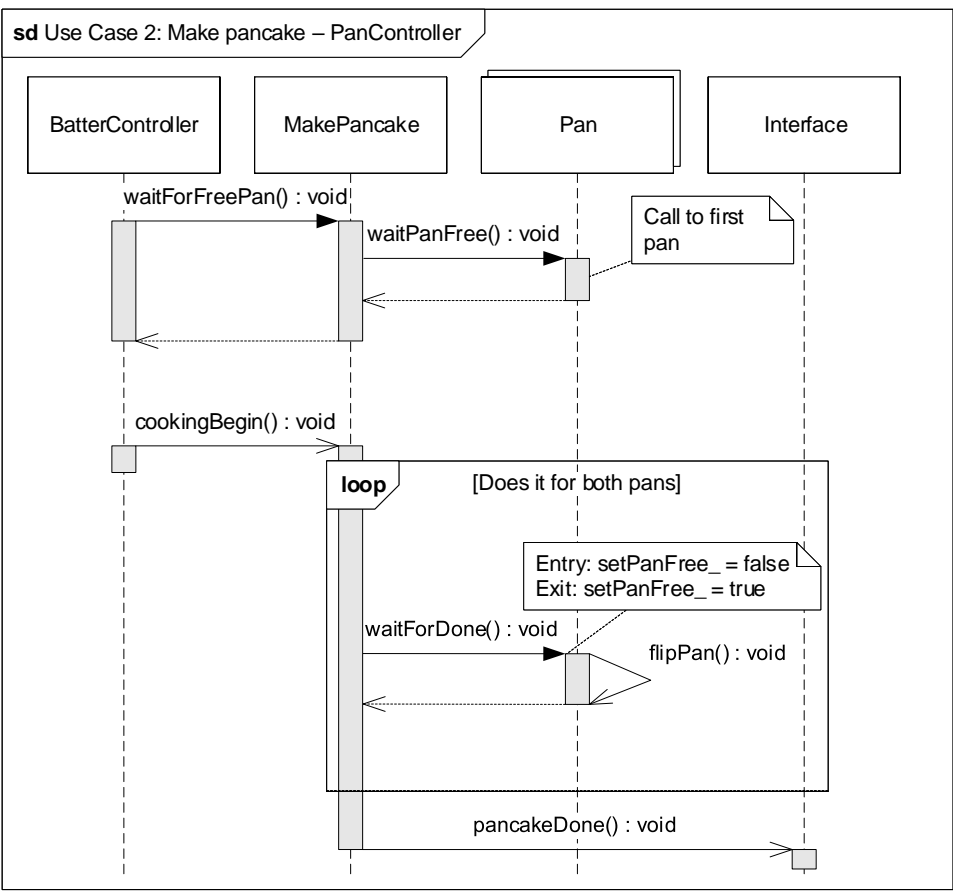 sd Use Case 2: Make pancake – PanController
BatterController
MakePancake
Pan
Interface
waitForFreePan() : void
waitPanFree() : void
Call to first
pan
cookingBegin() : void
loop
[Does it for both pans]
Entry: setPanFree_ = false
Exit: setPanFree_ = true
waitForDone() : void
flipPan() : void
pancakeDone() : void